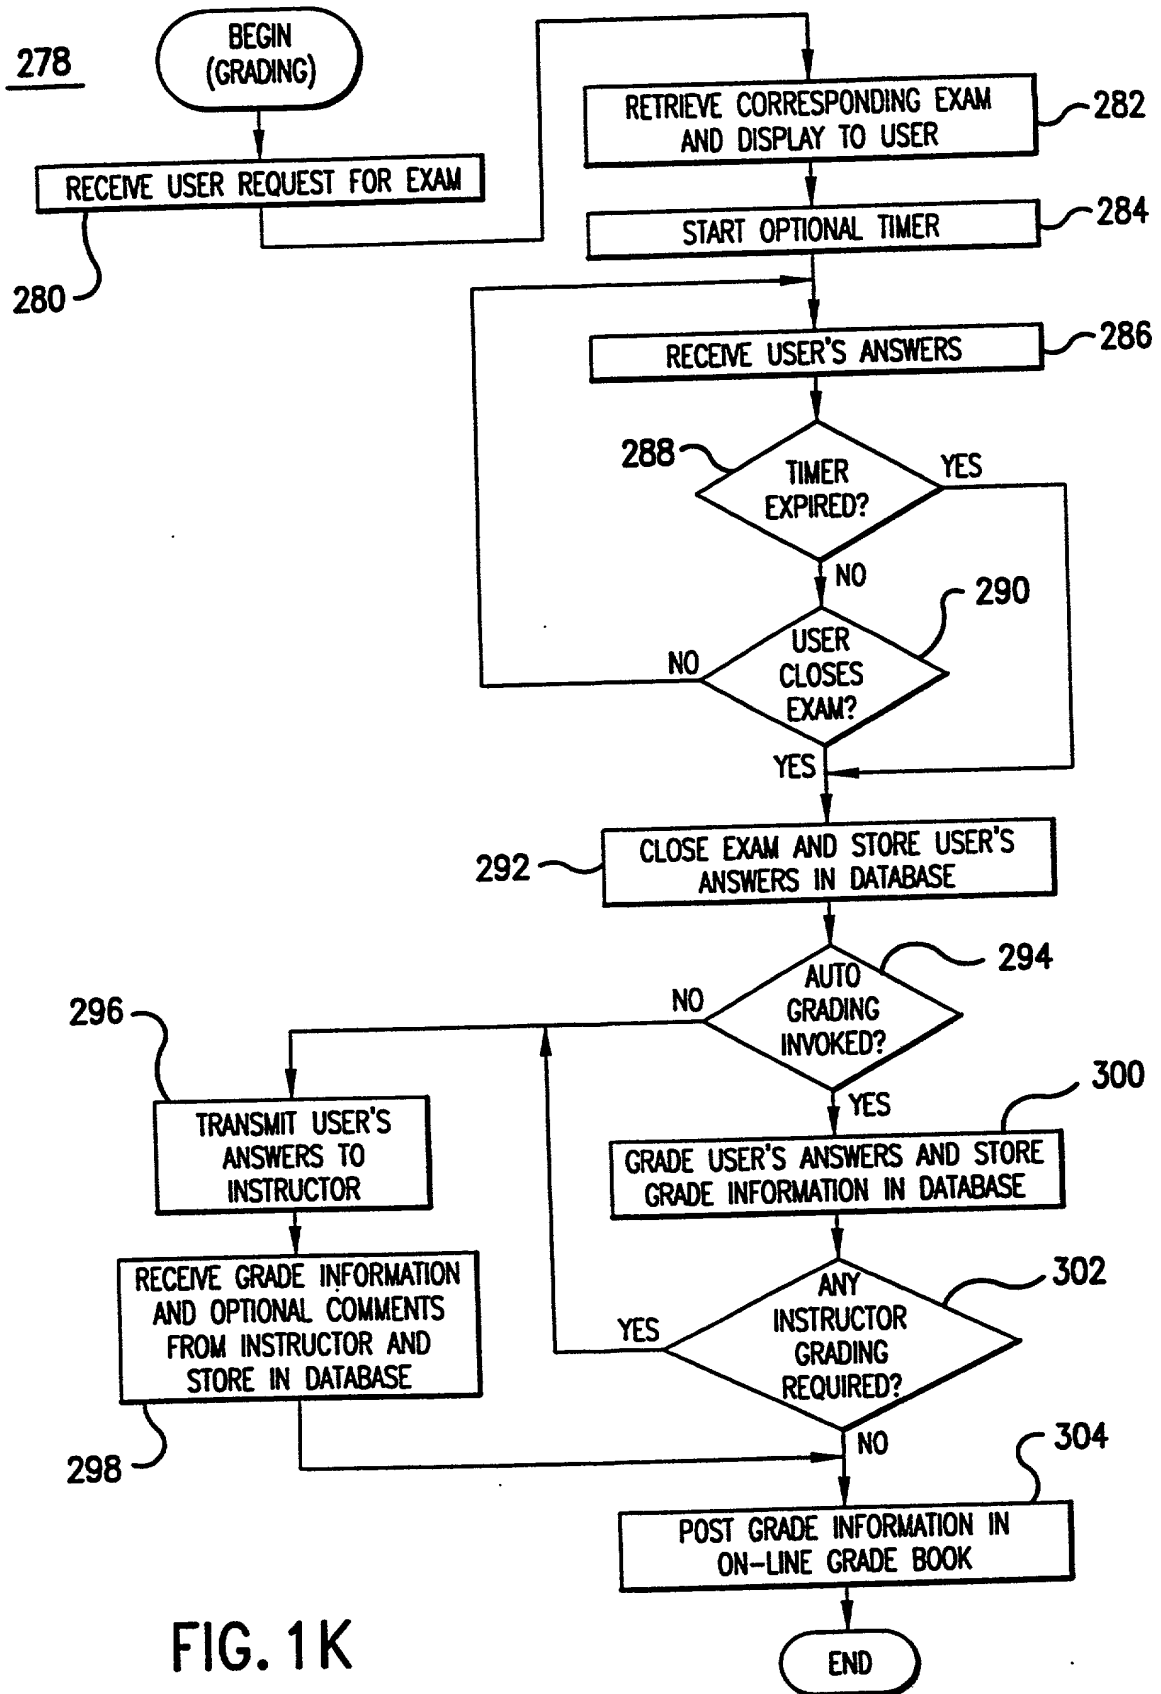 278
BEGIN
(GRADING)
RECEIVE USER REQUEST FOR EXAM
280
RETRIEVE CORRESPONDING EXAM
AND DISPLAY TO USER
282
START OPTIONAL TIMER
284
RECEIVE USER'S ANSWERS
286
288
TIMER
EXPIRED?
YES
NO
290
USER
CLOSES
EXAM?
NO
YES
292
CLOSE EXAM AND STORE USER'S
ANSWERS IN DATABASE
294
AUTO
GRADING
INVOKED?
NO
YES
296
TRANSMIT USER'S
ANSWERS TO
INSTRUCTOR
RECEIVE GRADE INFORMATION
AND OPTIONAL COMMENTS
FROM INSTRUCTOR AND
STORE IN DATABASE
298
300
GRADE USER'S ANSWERS AND STORE
GRADE INFORMATION IN DATABASE
302
ANY
INSTRUCTOR
GRADING
REQUIRED?
YES
NO
304
POST GRADE INFORMATION IN
ON-LINE GRADE BOOK
END
FIG. 1K